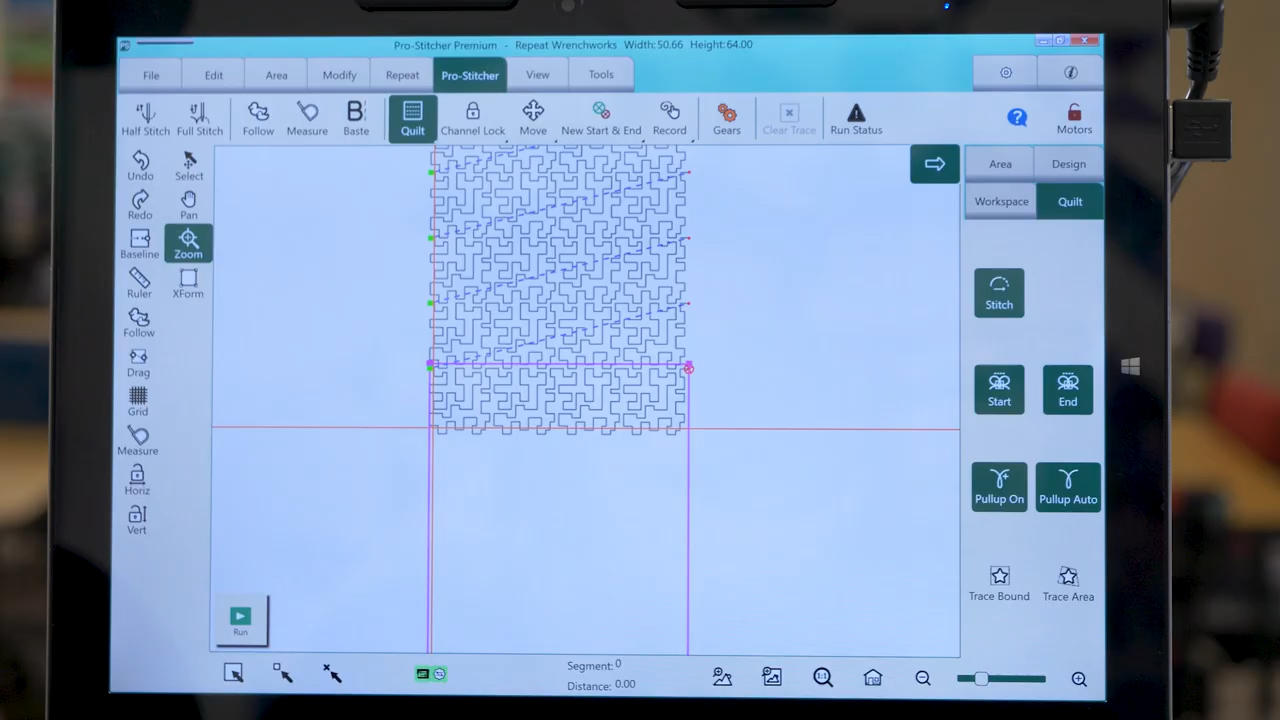 Pro-Stitcher Premium - Repeat Wrenchworks Width: 50.66 Height: 64.00
File Edit Area Modify Repeat Pro-Stitcher View Tools
Half Stitch Full Stitch Follow Measure Baste Quilt Channel Lock Move New Start & End Record Gears Clear Trace Run Status Motors
Undo Select
Redo Pan
Baseline Zoom
Ruler XForm
Follow
Drag
Grid
Measure
Horiz
Vert
Area Design
Workspace Quilt
Stitch
Start End
Pullup On Pullup Auto
Trace Bound Trace Area
Run
Segment: 0
Distance: 0.00
1:1